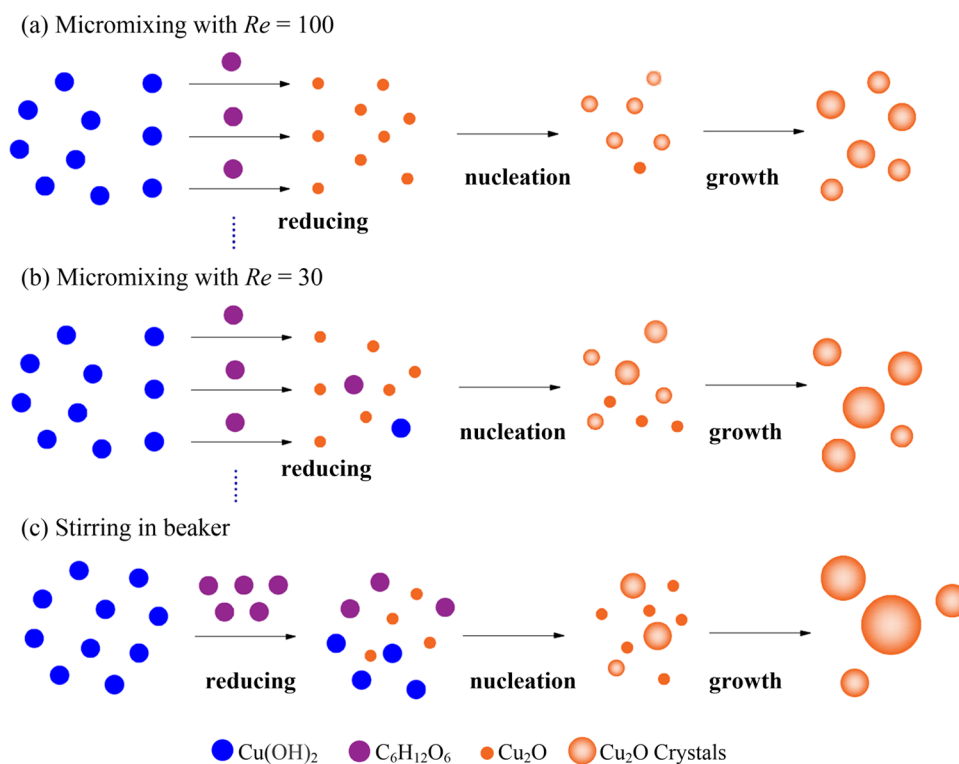 (a) Micromixing with Re = 100
reducing
nucleation
growth
(b) Micromixing with Re = 30
reducing
nucleation
growth
(c) Stirring in beaker
reducing
nucleation
growth
Cu(OH)₂ C₆H₁₂O₆ Cu₂O Cu₂O Crystals